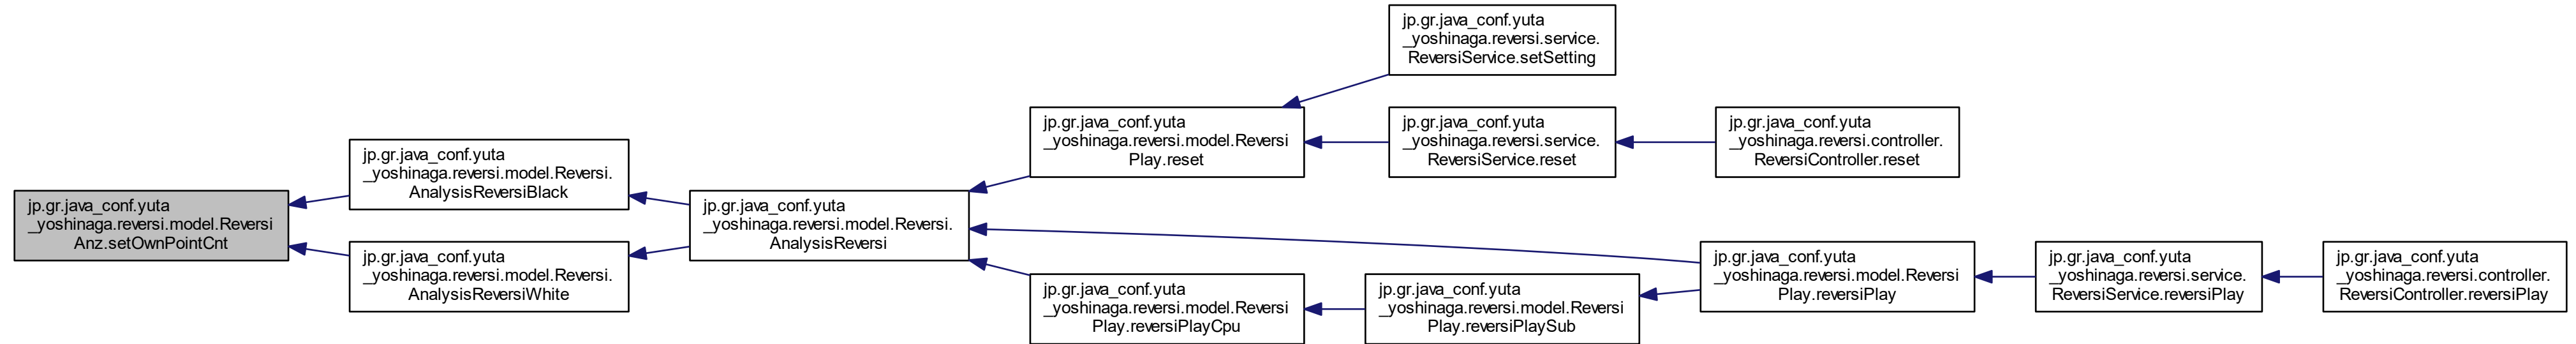 jp.gr.java_conf.yuta
_yoshinaga.reversi.model.Reversi
Anz.setOwnPointCnt
jp.gr.java_conf.yuta
_yoshinaga.reversi.model.Reversi.
AnalysisReversiBlack
jp.gr.java_conf.yuta
_yoshinaga.reversi.model.Reversi.
AnalysisReversiWhite
jp.gr.java_conf.yuta
_yoshinaga.reversi.model.Reversi.
AnalysisReversi
jp.gr.java_conf.yuta
_yoshinaga.reversi.model.Reversi
Play.reset
jp.gr.java_conf.yuta
_yoshinaga.reversi.service.
ReversiService.setSetting
jp.gr.java_conf.yuta
_yoshinaga.reversi.service.
ReversiService.reset
jp.gr.java_conf.yuta
_yoshinaga.reversi.controller.
ReversiController.reset
jp.gr.java_conf.yuta
_yoshinaga.reversi.model.Reversi
Play.reversiPlayCpu
jp.gr.java_conf.yuta
_yoshinaga.reversi.model.Reversi
Play.reversiPlaySub
jp.gr.java_conf.yuta
_yoshinaga.reversi.model.Reversi
Play.reversiPlay
jp.gr.java_conf.yuta
_yoshinaga.reversi.service.
ReversiService.reversiPlay
jp.gr.java_conf.yuta
_yoshinaga.reversi.controller.
ReversiController.reversiPlay